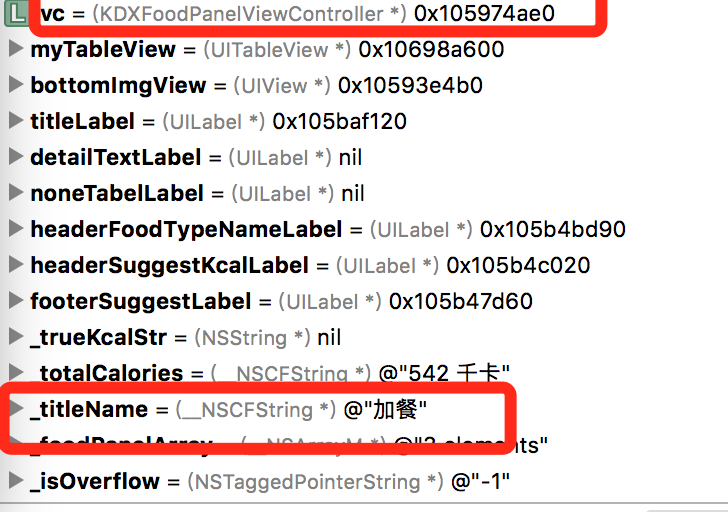 L vc = (KDXFoodPanelViewController *) 0x105974ae0
myTableView = (UITableView *) 0x10698a600
bottomImgView = (UIView *) 0x10593e4b0
titleLabel = (UILabel *) 0x105baf120
detailTextLabel = (UILabel *) nil
noneTabelLabel = (UILabel *) nil
headerFoodTypeNameLabel = (UILabel *) 0x105b4bd90
headerSuggestKcalLabel = (UILabel *) 0x105b4c020
footerSuggestLabel = (UILabel *) 0x105b47d60
_trueKcalStr = (NSString *) nil
_totalCalories = (__NSCFString *) @"542 千卡"
_titleName = (__NSCFString *) @"加餐"
_foodPanelArray = (__NSArrayM *) @"3 elements"
_isOverflow = (NSTaggedPointerString *) @"-1"